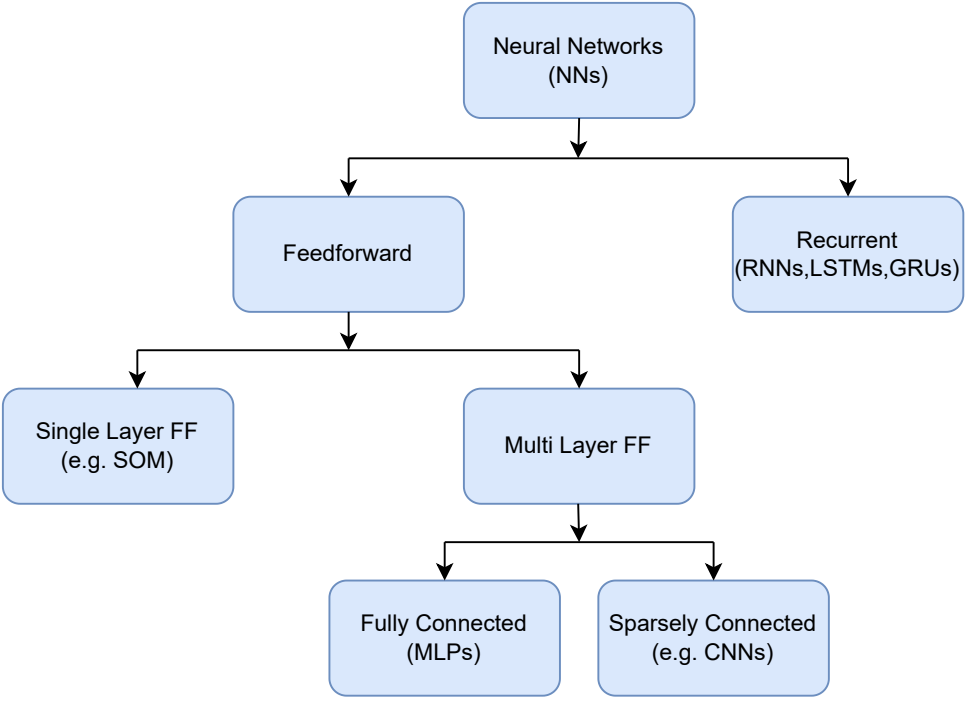 Neural Networks
(NNs)
Feedforward
Recurrent
(RNNs,LSTMs,GRUs)
Single Layer FF
(e.g. SOM)
Multi Layer FF
Fully Connected
(MLPs)
Sparsely Connected
(e.g. CNNs)